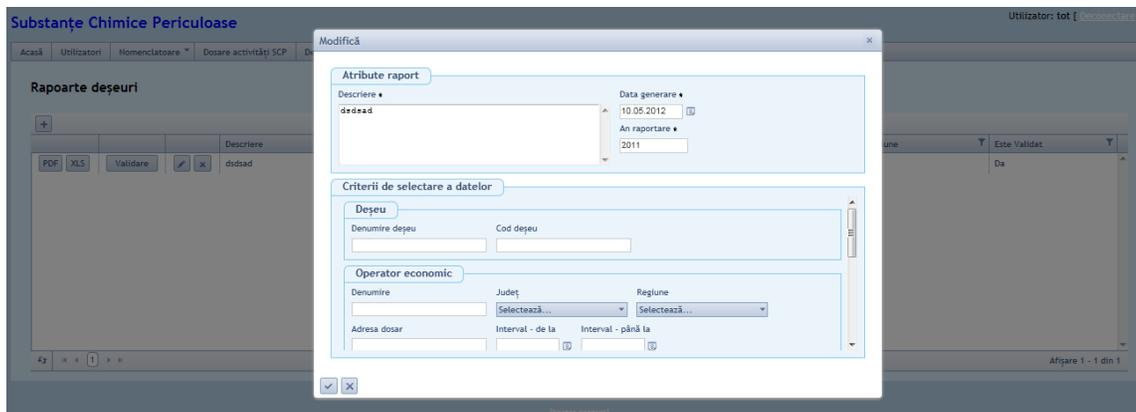 Substanțe Chimice Periculoase
Utilizator: tot [ Deconectare
Acasă Utilizatori Nomenclatoare Dosare activități SCP
Rapoarte deșeuri
Descriere
Este Validat
PDF XLS Validare dsdsad
Da
Modifică
Atribute raport
Descriere
dsdsad
Data generare
10.05.2012
An raportare
2011
Criterii de selectare a datelor
Deșeu
Denumire deșeu Cod deșeu
Operator economic
Denumire Județ Regiune
Selectează... Selectează...
Adresa dosar Interval - de la Interval - până la
1
Afișare 1 - 1 din 1